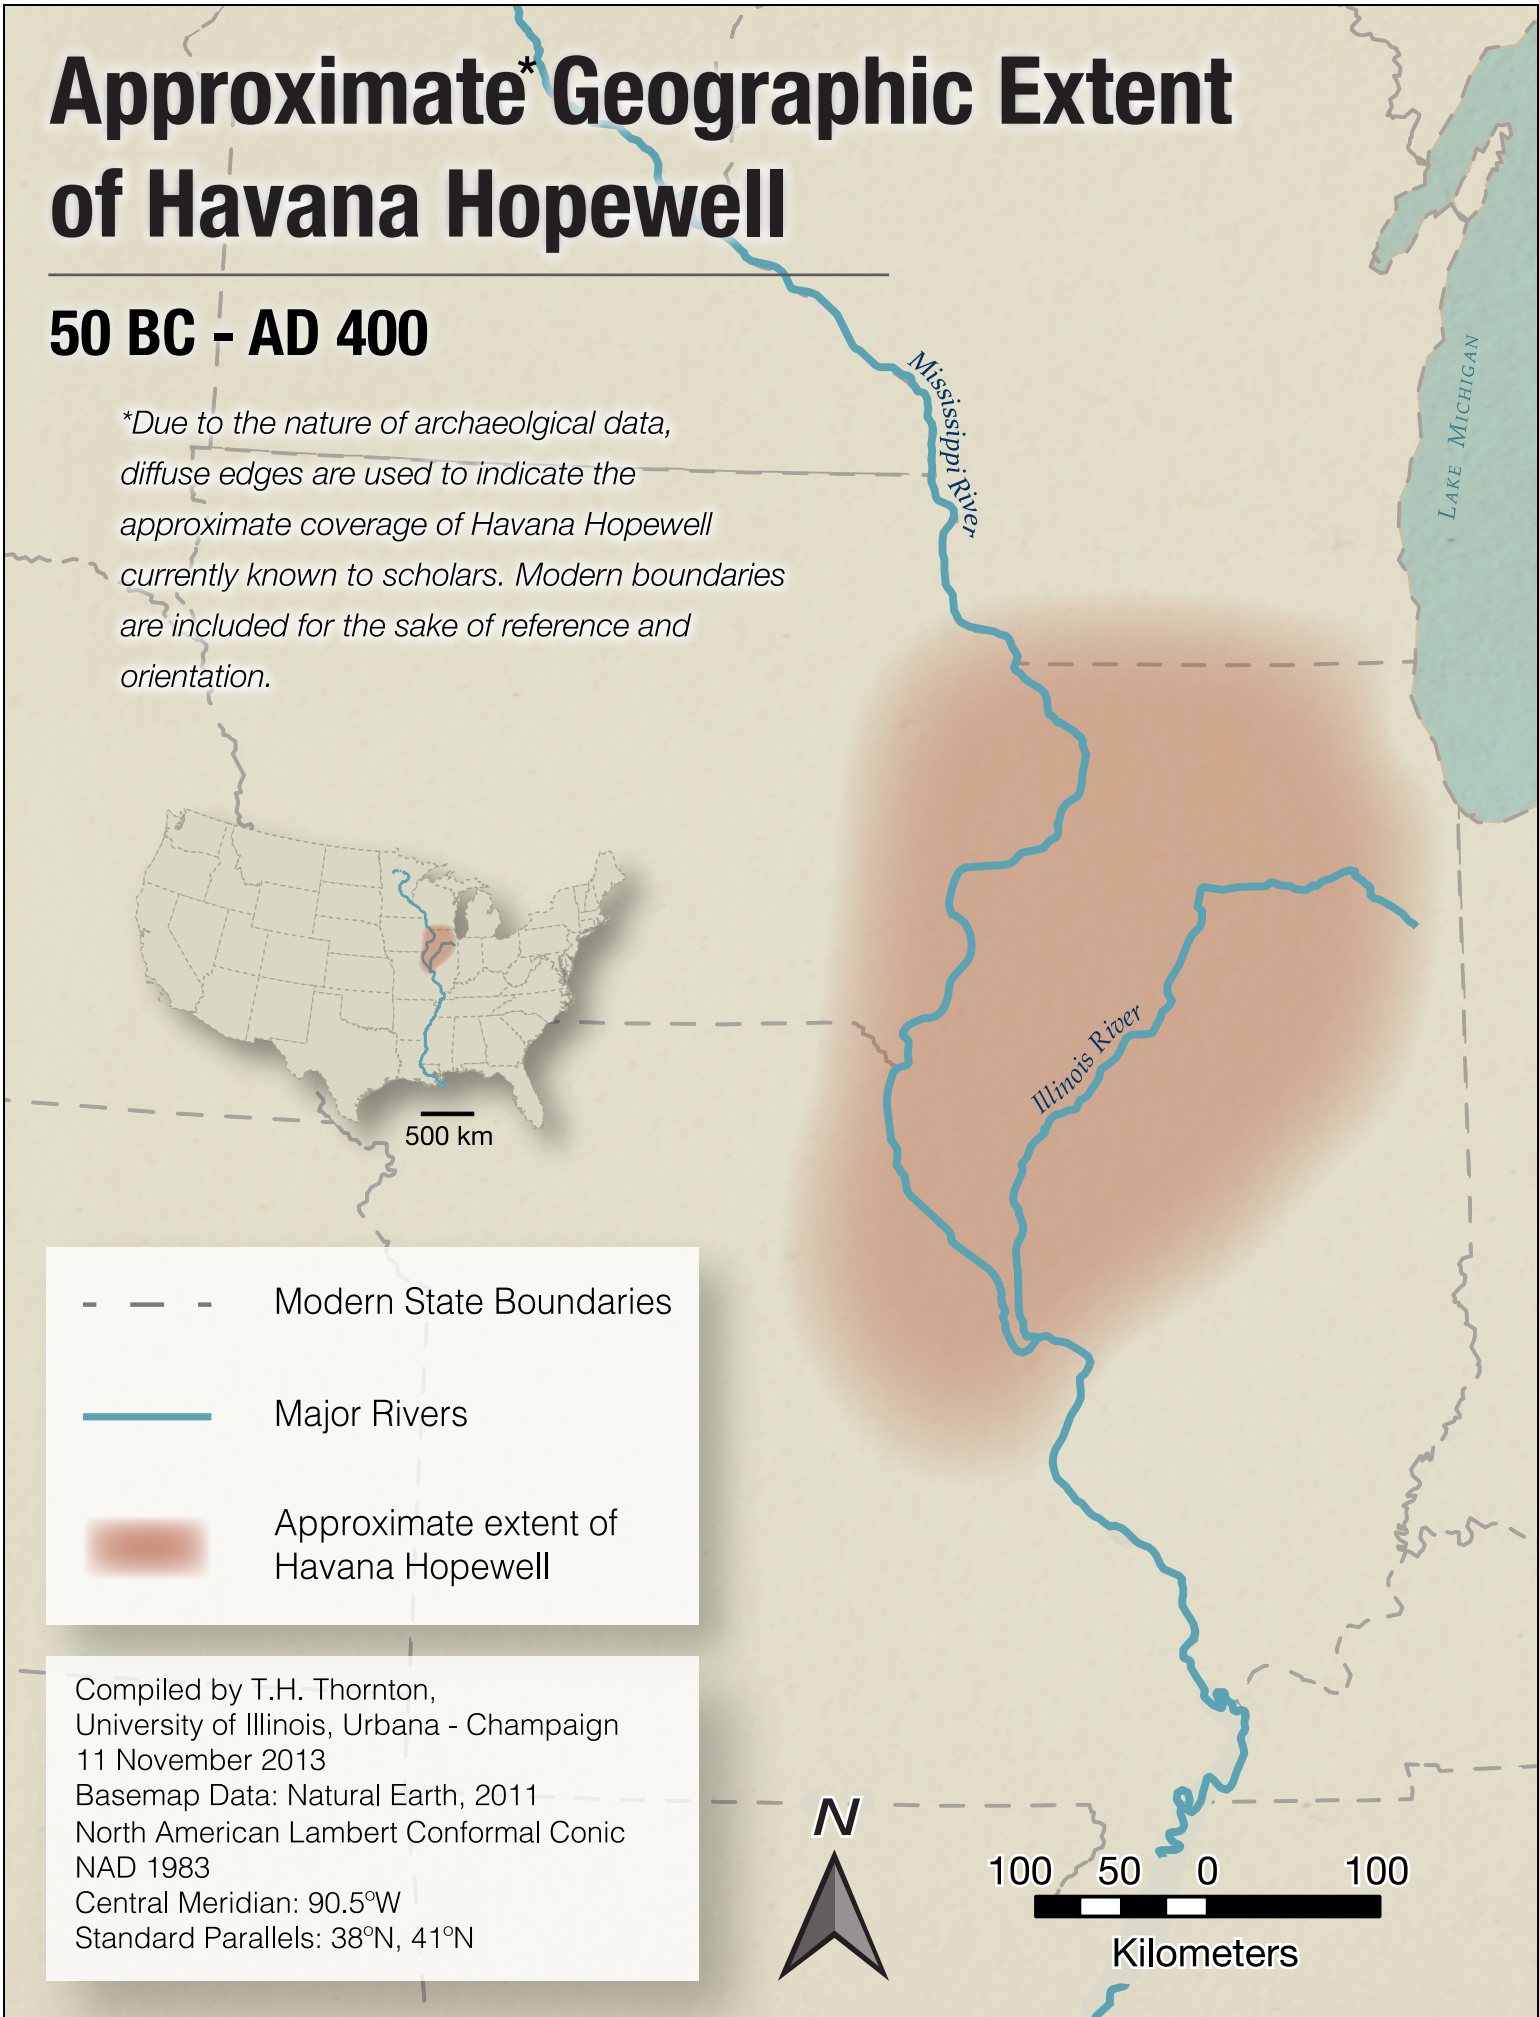 Approximate* Geographic Extent
of Havana Hopewell
50 BC - AD 400
*Due to the nature of archaeolgical data,
diffuse edges are used to indicate the
approximate coverage of Havana Hopewell
currently known to scholars. Modern boundaries
are included for the sake of reference and
orientation.
Mississippi River
LAKE MICHIGAN
Illinois River
500 km
Modern State Boundaries
Major Rivers
Approximate extent of
Havana Hopewell
Compiled by T.H. Thornton,
University of Illinois, Urbana - Champaign
11 November 2013
Basemap Data: Natural Earth, 2011
North American Lambert Conformal Conic
NAD 1983
Central Meridian: 90.5°W
Standard Parallels: 38°N, 41°N
N
100 50 0 100
Kilometers